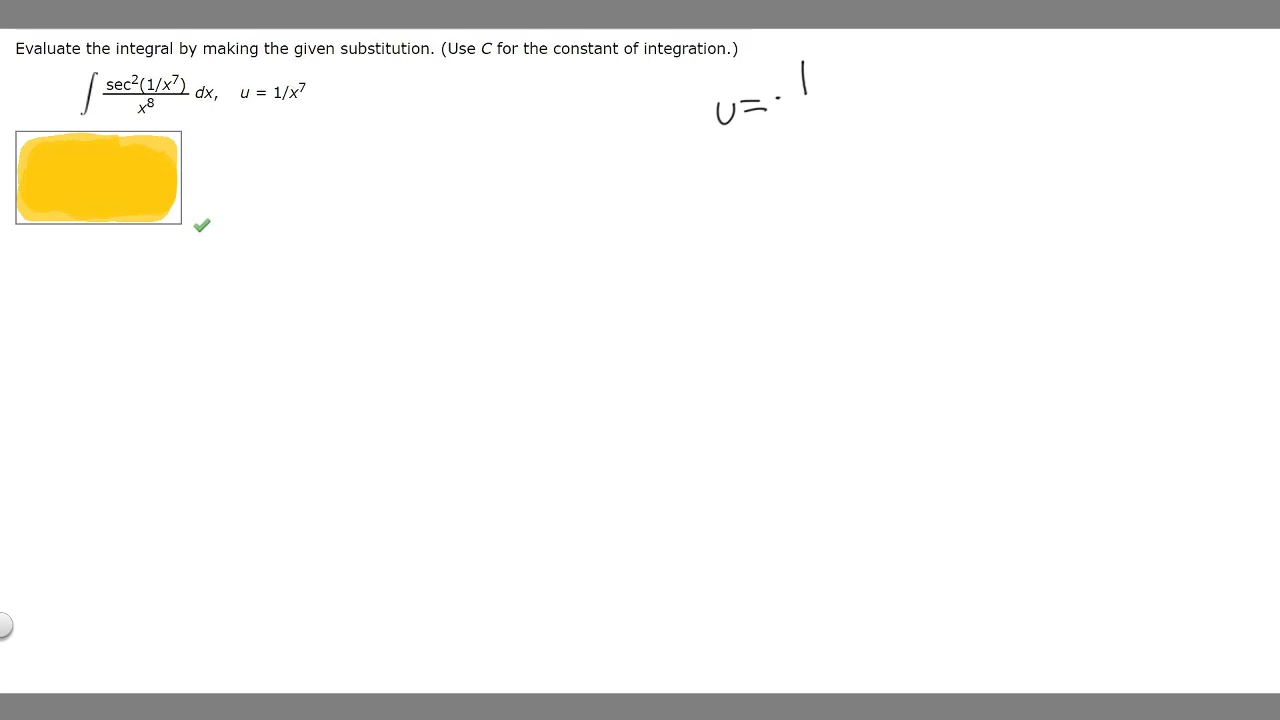 Evaluate the integral by making the given substitution. (Use C for the constant of integration.)
∫ sec²(1/x⁷)/x⁸ dx, u = 1/x⁷
u = · 1